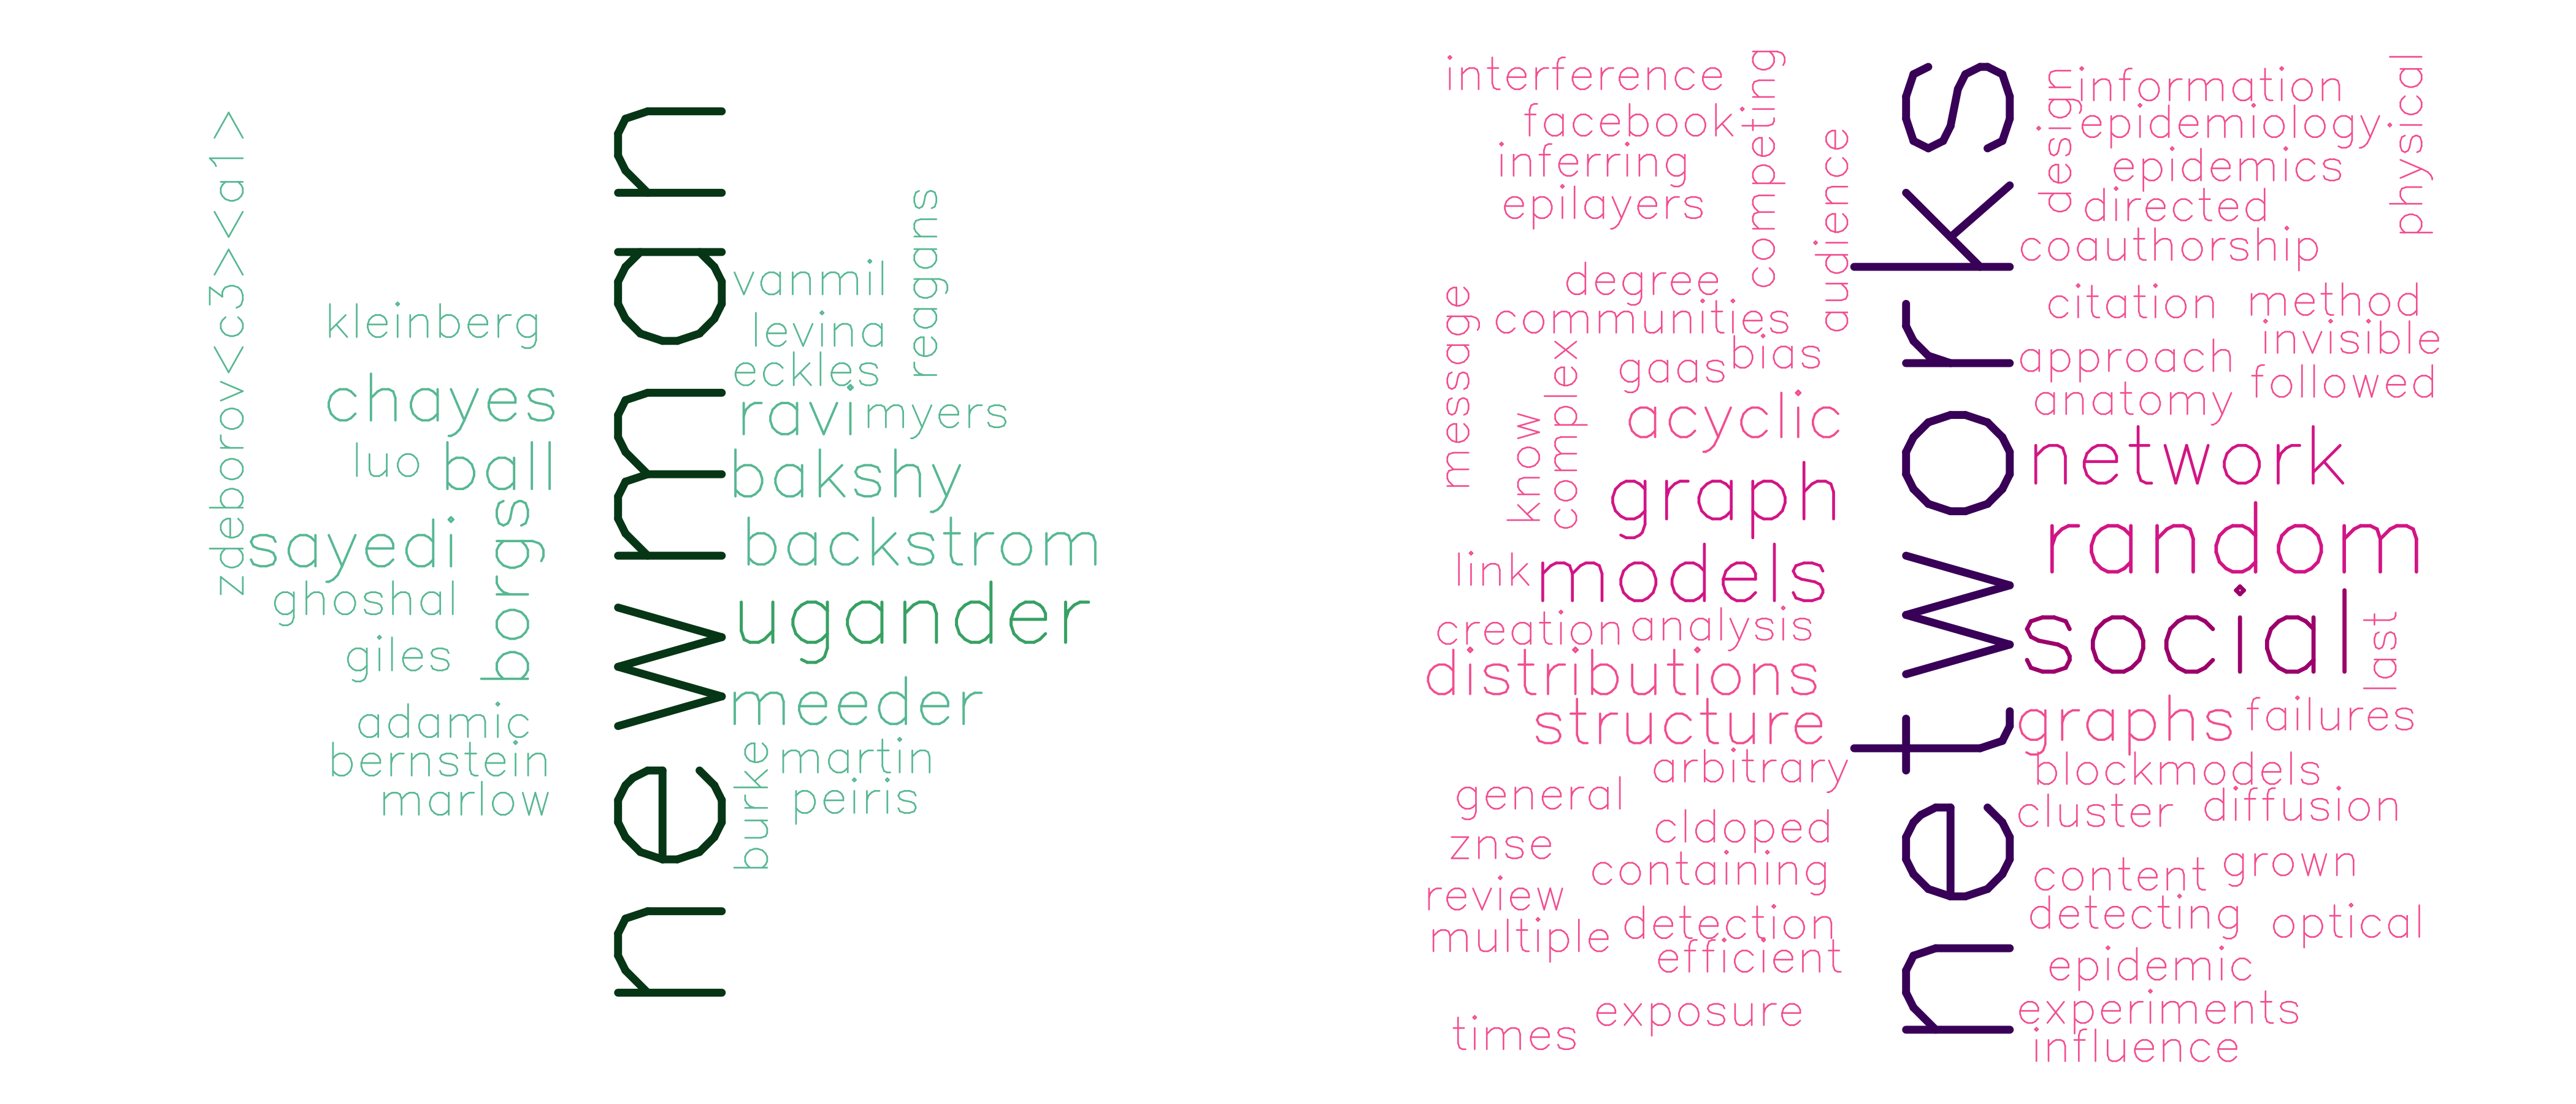 zdeborov<c3><a1>
kleinberg
chayes
luo
ball
sayedi
borgs
ghoshal
giles
adamic
bernstein
marlow
newman
vanmil
reagans
levina
eckles
ravi
myers
bakshy
backstrom
ugander
meeder
burke
martin
peiris
interference
competing
facebook
inferring
epilayers
audience
degree
message
communities
complex
gaas
bias
know
acyclic
graph
link
models
creation
analysis
distributions
structure
arbitrary
general
cldoped
znse
containing
review
detection
multiple
efficient
exposure
times
networks
design
information
physical
epidemiology
epidemics
directed
coauthorship
citation
method
invisible
approach
followed
anatomy
network
random
social
last
graphs
failures
blockmodels
cluster
diffusion
content
grown
detecting
optical
epidemic
experiments
influence